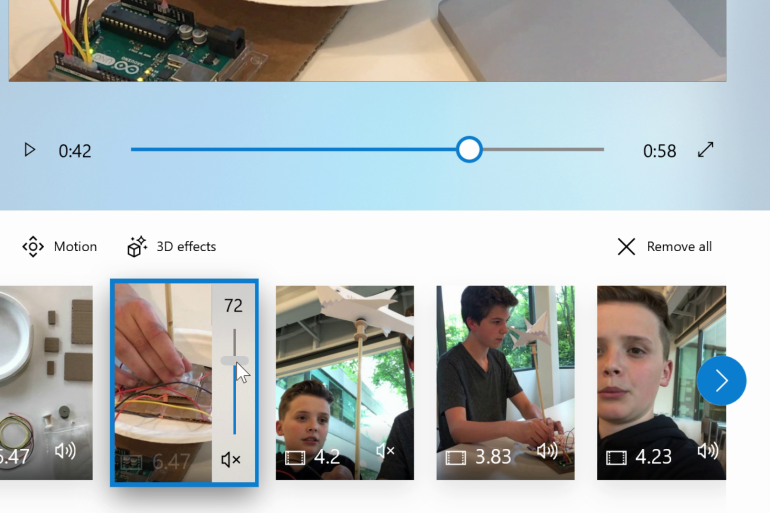 0:42
0:58
Motion
3D effects
Remove all
72
6.47
6.47
4.2
3.83
4.23